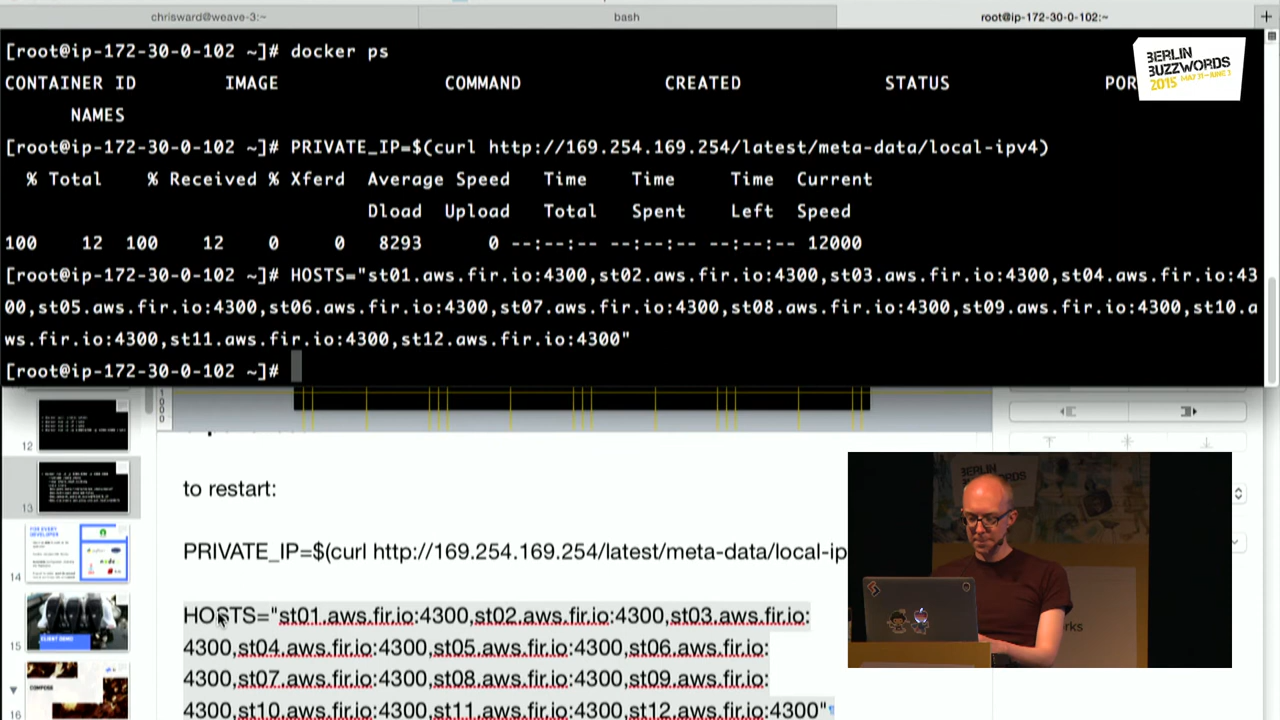 chrisward@weave-3:~
bash
root@ip-172-30-0-102:~
+
[root@ip-172-30-0-102 ~]# docker ps
CONTAINER ID IMAGE COMMAND CREATED STATUS POR
NAMES
[root@ip-172-30-0-102 ~]# PRIVATE_IP=$(curl http://169.254.169.254/latest/meta-data/local-ipv4)
% Total % Received % Xferd Average Speed Time Time Time Current
Dload Upload Total Spent Left Speed
100 12 100 12 0 0 8293 0 --:--:-- --:--:-- --:--:-- 12000
[root@ip-172-30-0-102 ~]# HOSTS="st01.aws.fir.io:4300,st02.aws.fir.io:4300,st03.aws.fir.io:4300,st04.aws.fir.io:43
00,st05.aws.fir.io:4300,st06.aws.fir.io:4300,st07.aws.fir.io:4300,st08.aws.fir.io:4300,st09.aws.fir.io:4300,st10.a
ws.fir.io:4300,st11.aws.fir.io:4300,st12.aws.fir.io:4300"
[root@ip-172-30-0-102 ~]#
BERLIN
BUZZWORDS
2015 MAY 31-JUNE 3
12
13
14
15
16
FOR EVERY
DEVELOPER
CLIENT DEMO
COMPOSE
to restart:
PRIVATE_IP=$(curl http://169.254.169.254/latest/meta-data/local-ip
HOSTS="st01.aws.fir.io:4300,st02.aws.fir.io:4300,st03.aws.fir.io:
4300,st04.aws.fir.io:4300,st05.aws.fir.io:4300,st06.aws.fir.io:
4300,st07.aws.fir.io:4300,st08.aws.fir.io:4300,st09.aws.fir.io:
4300,st10.aws.fir.io:4300,st11.aws.fir.io:4300,st12.aws.fir.io:4300"